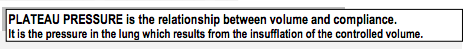 PLATEAU PRESSURE is the relationship between volume and compliance.
It is the pressure in the lung which results from the insufflation of the controlled volume.